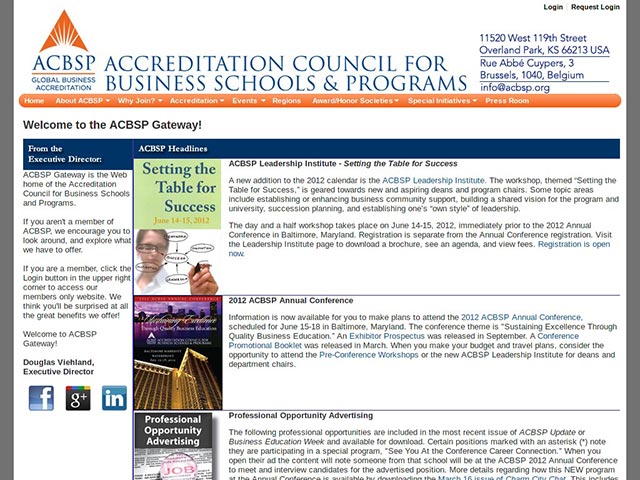 Login Request Login
ACBSP
GLOBAL BUSINESS
ACCREDITATION
ACCREDITATION COUNCIL FOR
BUSINESS SCHOOLS & PROGRAMS
11520 West 119th Street
Overland Park, KS 66213 USA
Rue Abbé Cuypers, 3
Brussels, 1040, Belgium
info@acbsp.org
Home About ACBSP Why Join? Accreditation Events Regions Award/Honor Societies Special Initiatives Press Room
Welcome to the ACBSP Gateway!
From the
Executive Director:
ACBSP Gateway is the Web
home of the Accreditation
Council for Business Schools
and Programs.
If you aren't a member of
ACBSP, we encourage you to
look around, and explore what
we have to offer.
If you are a member, click the
Login button in the upper right
corner to access our
members only website. We
think you'll be surprised at all
the great benefits we offer!
Welcome to ACBSP
Gateway!
Douglas Viehland,
Executive Director
ACBSP Headlines
Setting the
Table for
Success
June 14-15, 2012
ACBSP Leadership Institute - Setting the Table for Success
A new addition to the 2012 calendar is the ACBSP Leadership Institute. The workshop, themed “Setting the
Table for Success,” is geared towards new and aspiring deans and program chairs. Some topic areas
include establishing or enhancing business community support, building a shared vision for the program and
university, succession planning, and establishing one's “own style” of leadership.
The day and a half workshop takes place on June 14-15, 2012, immediately prior to the 2012 Annual
Conference in Baltimore, Maryland. Registration is separate from the Annual Conference registration. Visit
the Leadership Institute page to download a brochure, see an agenda, and view fees. Registration is open
now.
2012 ACBSP ANNUAL CONFERENCE
Sustaining Excellence
Through Quality Business Education
ACCREDITATION COUNCIL FOR
BUSINESS SCHOOLS & PROGRAMS
2012 ACBSP Annual Conference
Information is now available for you to make plans to attend the 2012 ACBSP Annual Conference,
scheduled for June 15-18 in Baltimore, Maryland. The conference theme is "Sustaining Excellence Through
Quality Business Education." An Exhibitor Prospectus was released in September. A Conference
Promotional Booklet was released in March. When you make your budget and travel plans, consider the
opportunity to attend the Pre-Conference Workshops or the new ACBSP Leadership Institute for deans and
department chairs.
Professional
Opportunity
Advertising
JOB
Professional Opportunity Advertising
The following professional opportunities are included in the most recent issue of ACBSP Update or
Business Education Week and available for download. Certain positions marked with an asterisk (*) note
they are participating in a special program, "See You At the Conference Career Connection." When you
open their ad the content will note someone from that school will be at the ACBSP 2012 Annual Conference
to meet and interview candidates for the advertised position. More details regarding how this NEW program
at the Annual Conference is available by downloading the March 16 issue of Charm City Chat. This includes